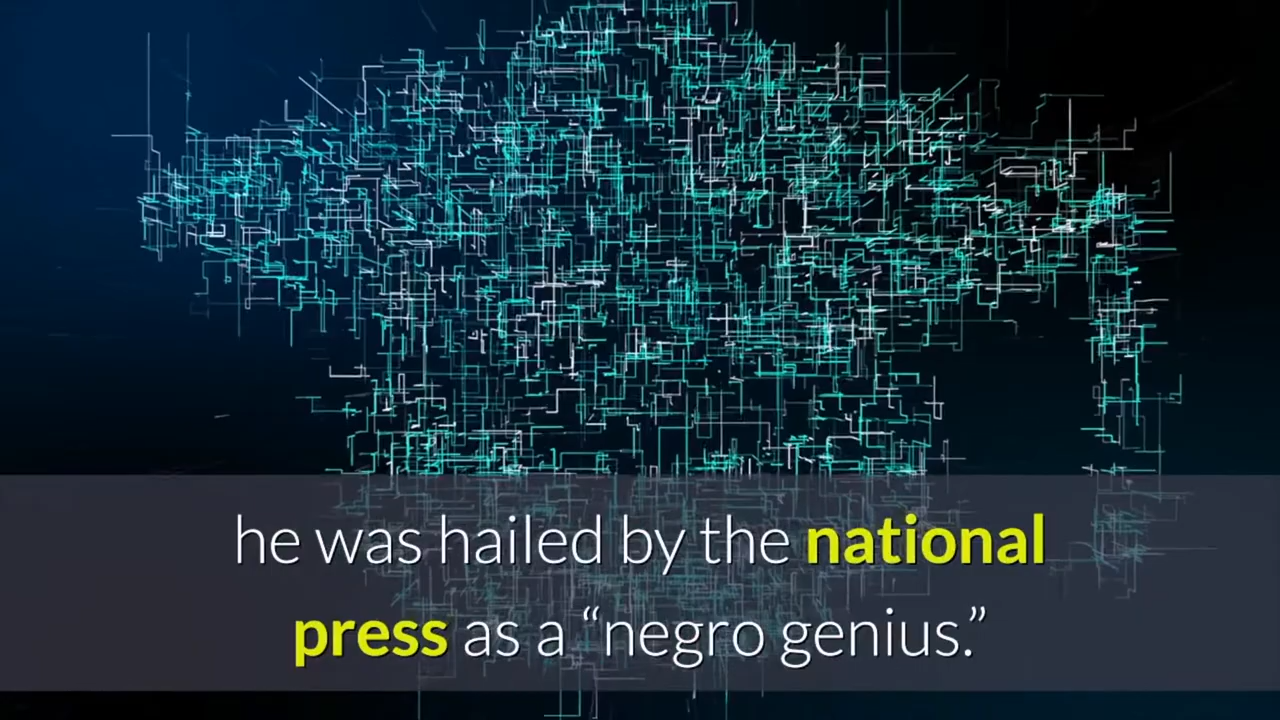 he was hailed by the national
press as a “negro genius.”